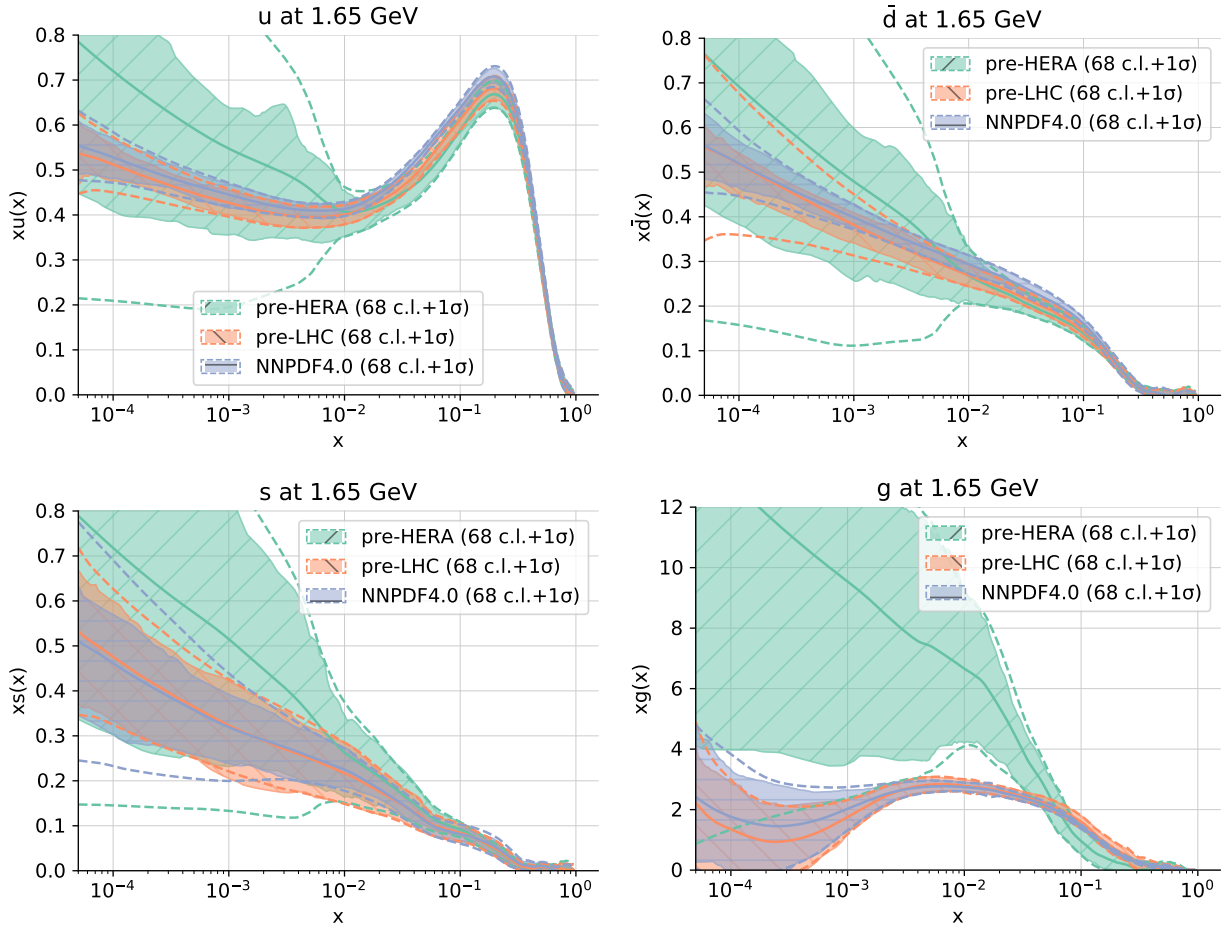 u at 1.65 GeV
0.8
0.7
0.6
0.5
0.4
0.3
0.2
0.1
0.0
xu(x)
pre-HERA (68 c.l.+1σ)
pre-LHC (68 c.l.+1σ)
NNPDF4.0 (68 c.l.+1σ)
10⁻⁴ 10⁻³ 10⁻² 10⁻¹ 10⁰
x
d̄ at 1.65 GeV
0.8
0.7
0.6
0.5
0.4
0.3
0.2
0.1
0.0
xd̄(x)
pre-HERA (68 c.l.+1σ)
pre-LHC (68 c.l.+1σ)
NNPDF4.0 (68 c.l.+1σ)
10⁻⁴ 10⁻³ 10⁻² 10⁻¹ 10⁰
x
s at 1.65 GeV
0.8
0.7
0.6
0.5
0.4
0.3
0.2
0.1
0.0
xs(x)
pre-HERA (68 c.l.+1σ)
pre-LHC (68 c.l.+1σ)
NNPDF4.0 (68 c.l.+1σ)
10⁻⁴ 10⁻³ 10⁻² 10⁻¹ 10⁰
x
g at 1.65 GeV
12
10
8
6
4
2
0
xg(x)
pre-HERA (68 c.l.+1σ)
pre-LHC (68 c.l.+1σ)
NNPDF4.0 (68 c.l.+1σ)
10⁻⁴ 10⁻³ 10⁻² 10⁻¹ 10⁰
x